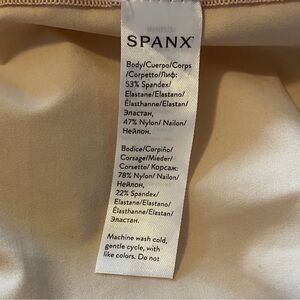 SPANX
Body/Cuerpo/Corps
/Corpetto/Лиф:
53% Spandex/
Elastane/Elastano/
Élasthanne/Elastan/
Эластан,
47% Nylon/ Nailon/
Нейлон.
Bodice/Corpiño/
Corsage/Mieder/
Corsetto/ Корсаж:
78% Nylon/ Nailon/
Нейлон,
22% Spandex/
Elastane/Elastano/
Élasthanne/Elastan/
Эластан.
Machine wash cold,
gentle cycle, with
like colors. Do not